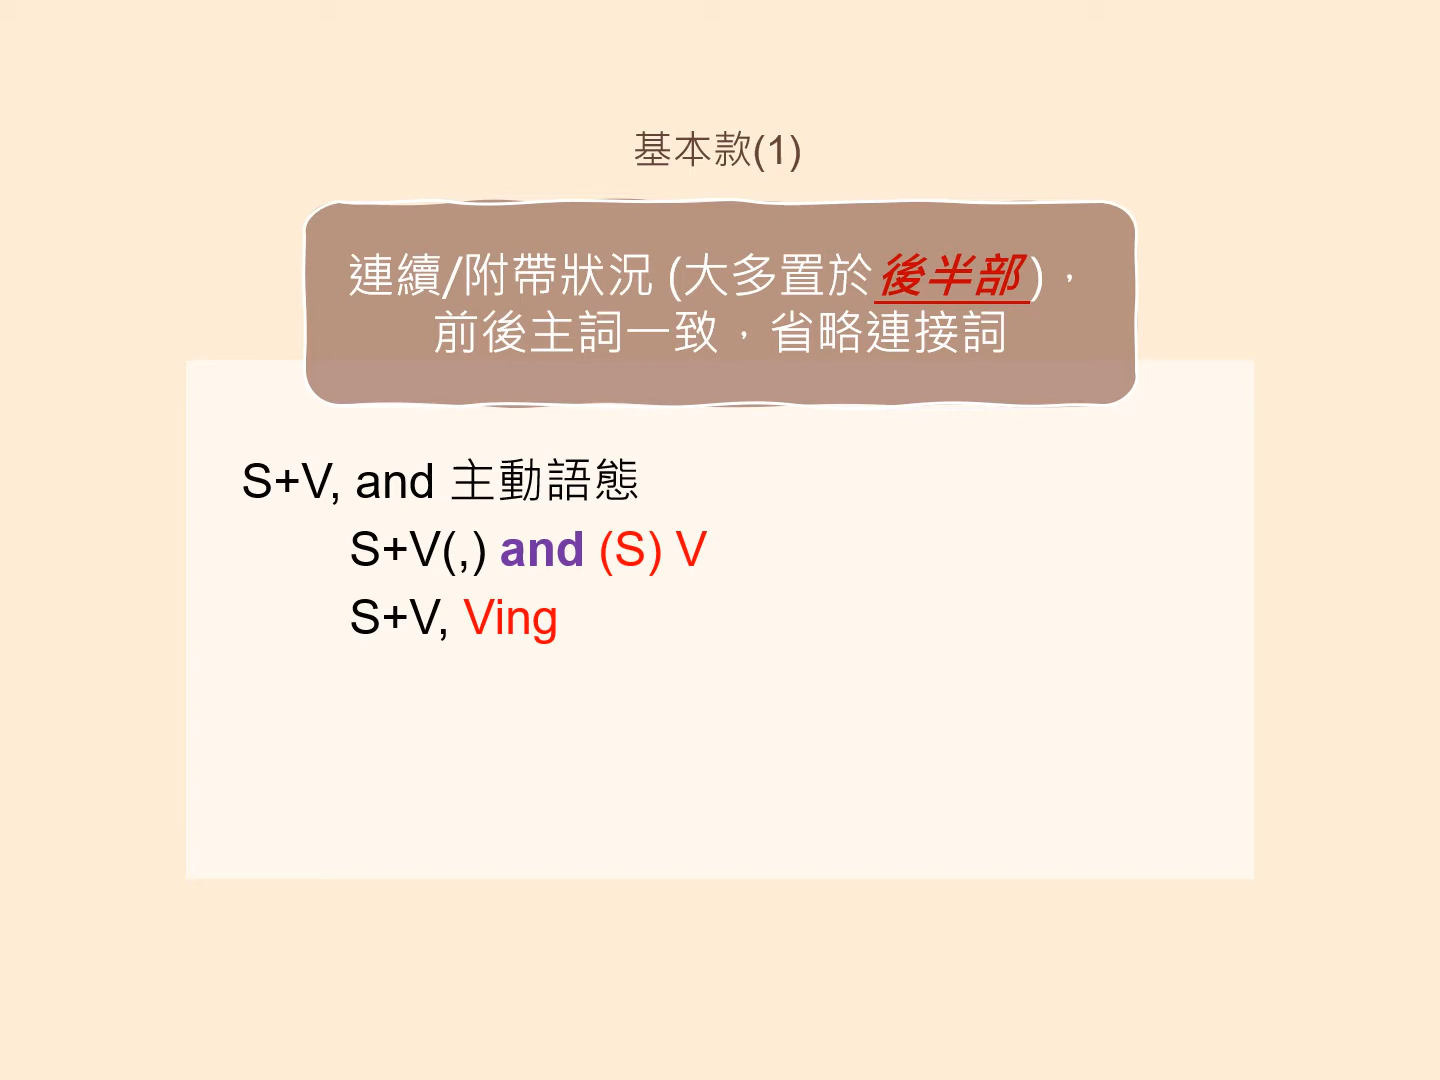 基本款(1)
連續/附帶狀況 (大多置於後半部)，
前後主詞一致，省略連接詞
S+V, and 主動語態
S+V(,) and (S) V
S+V, Ving